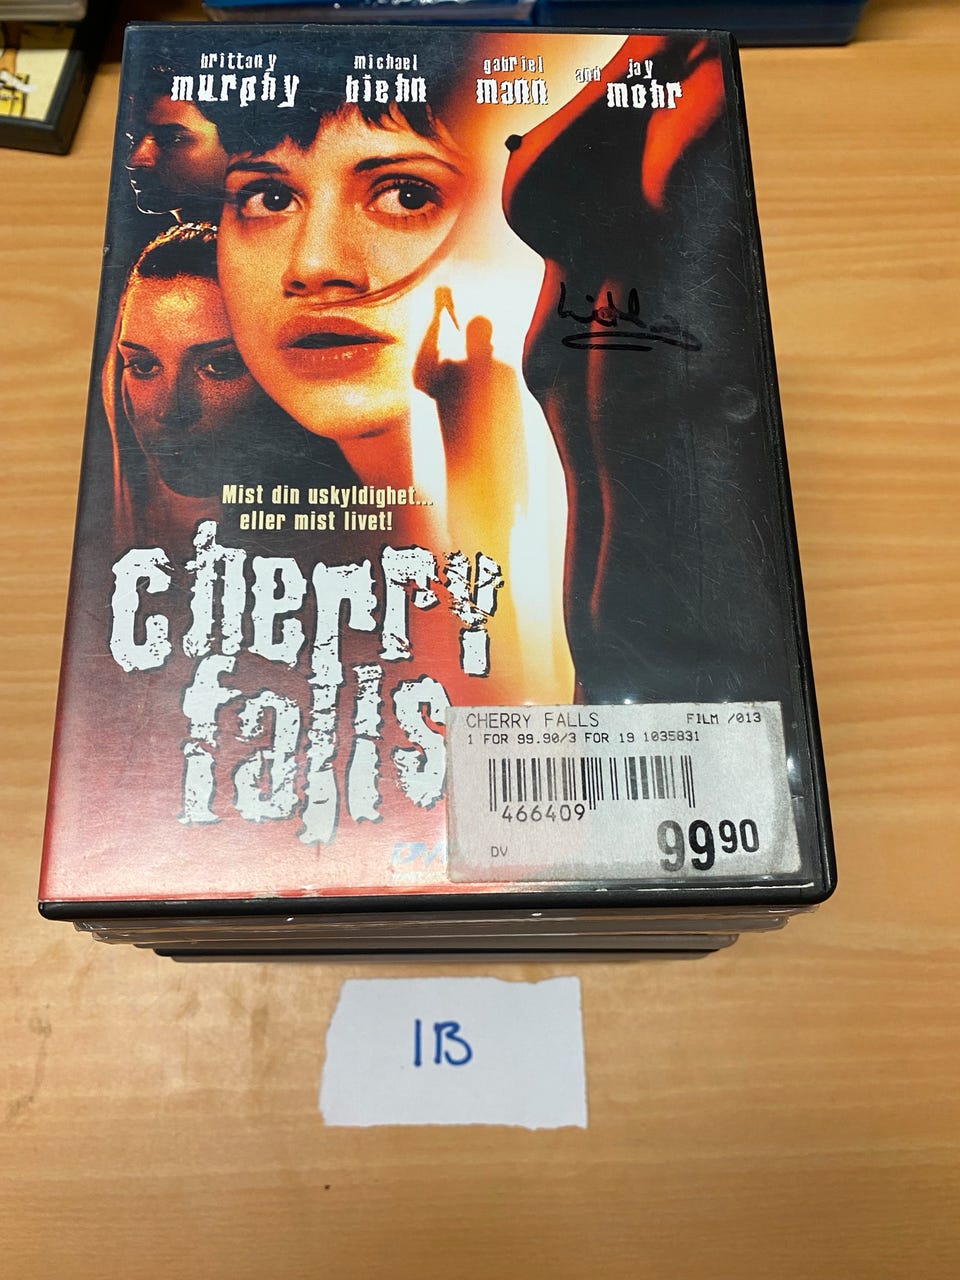 brittany
murphy
michael
biehn
gabriel
mann
and
jay
mohr
Mist din uskyldighet...
eller mist livet!
cherry
falls
CHERRY FALLS FILM /013
1 FOR 99.90/3 FOR 19 1035831
466409
DV
99 90
1B